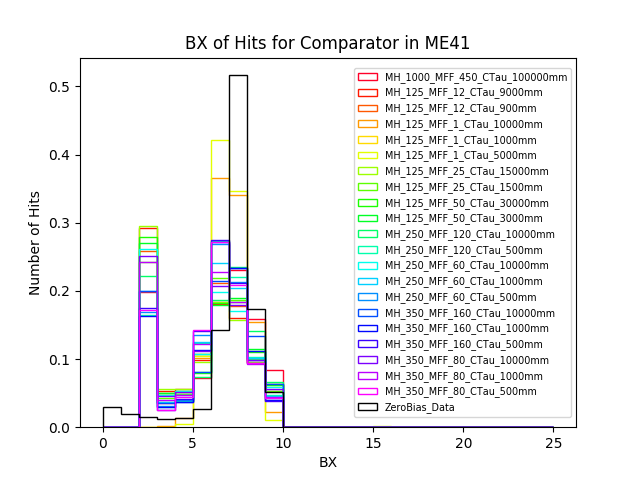 BX of Hits for Comparator in ME41
Number of Hits
0.5
0.4
0.3
0.2
0.1
0.0
0
5
10
15
20
25
BX
MH_1000_MFF_450_CTau_100000mm
MH_125_MFF_12_CTau_9000mm
MH_125_MFF_12_CTau_900mm
MH_125_MFF_1_CTau_10000mm
MH_125_MFF_1_CTau_1000mm
MH_125_MFF_1_CTau_5000mm
MH_125_MFF_25_CTau_15000mm
MH_125_MFF_25_CTau_1500mm
MH_125_MFF_50_CTau_30000mm
MH_125_MFF_50_CTau_3000mm
MH_250_MFF_120_CTau_10000mm
MH_250_MFF_120_CTau_500mm
MH_250_MFF_60_CTau_10000mm
MH_250_MFF_60_CTau_1000mm
MH_250_MFF_60_CTau_500mm
MH_350_MFF_160_CTau_10000mm
MH_350_MFF_160_CTau_1000mm
MH_350_MFF_160_CTau_500mm
MH_350_MFF_80_CTau_10000mm
MH_350_MFF_80_CTau_1000mm
MH_350_MFF_80_CTau_500mm
ZeroBias_Data